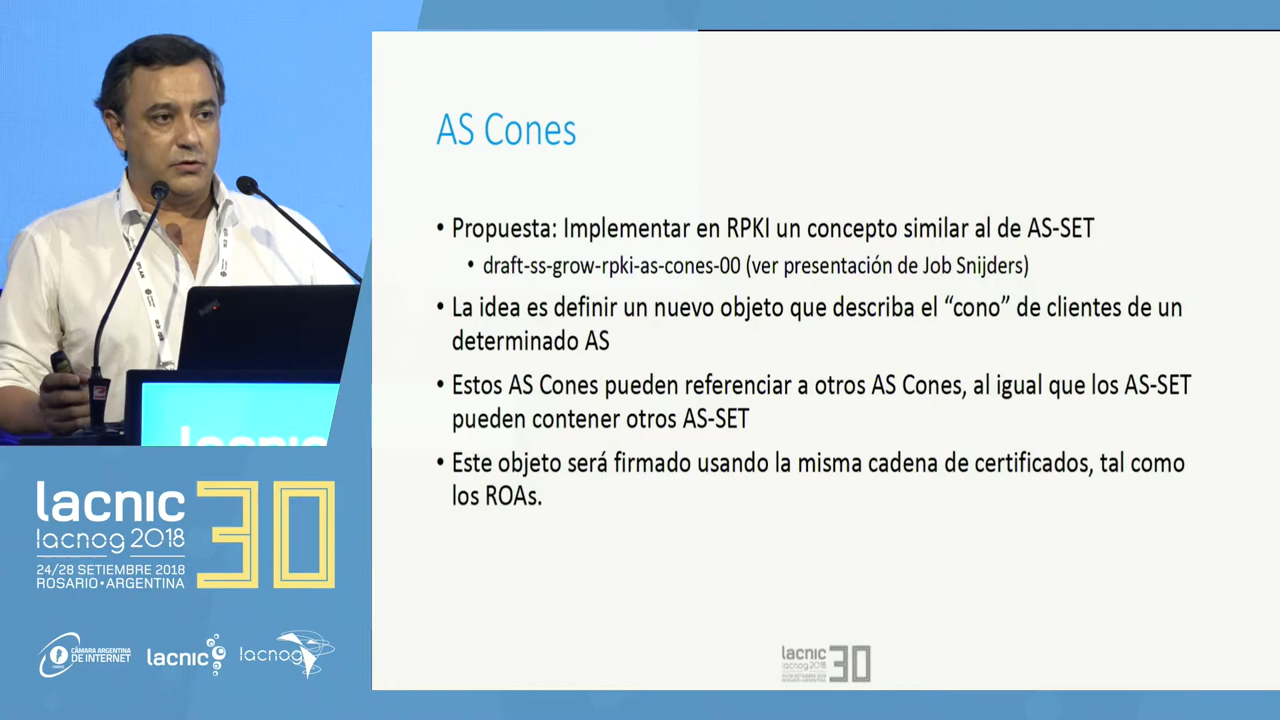 AS Cones
• Propuesta: Implementar en RPKI un concepto similar al de AS-SET
• draft-ss-grow-rpki-as-cones-00 (ver presentación de Job Snijders)
• La idea es definir un nuevo objeto que describa el “cono” de clientes de un
determinado AS
• Estos AS Cones pueden referenciar a otros AS Cones, al igual que los AS-SET
pueden contener otros AS-SET
• Este objeto será firmado usando la misma cadena de certificados, tal como
los ROAs.
IPLAN
lacnic
lacnic 30
lacnog 2018
24/28 SETIEMBRE 2018
ROSARIO • ARGENTINA
CÁMARA ARGENTINA
DE INTERNET
lacnic
lacnog
lacnic 30
lacnog 2018